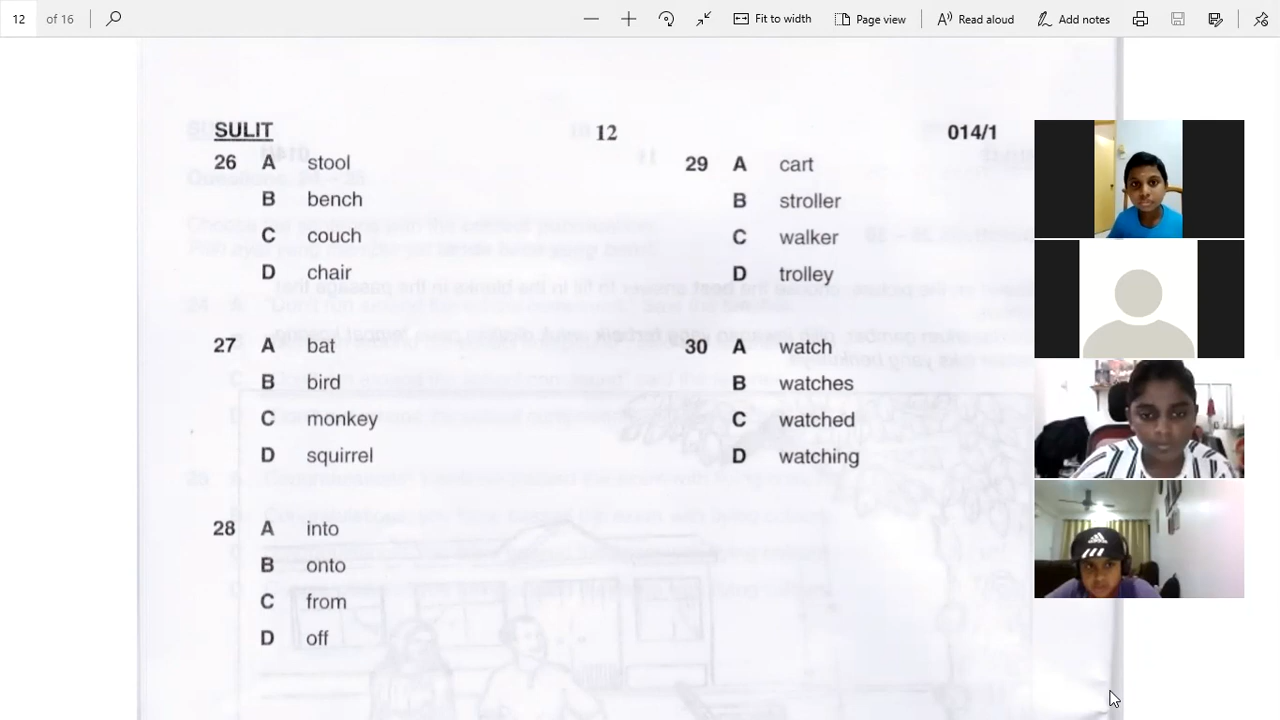 12 of 16
Fit to width
Page view
Read aloud
Add notes
SULIT 12 014/1
26 A stool
B bench
C couch
D chair
27 A bat
B bird
C monkey
D squirrel
28 A into
B onto
C from
D off
29 A cart
B stroller
C walker
D trolley
30 A watch
B watches
C watched
D watching